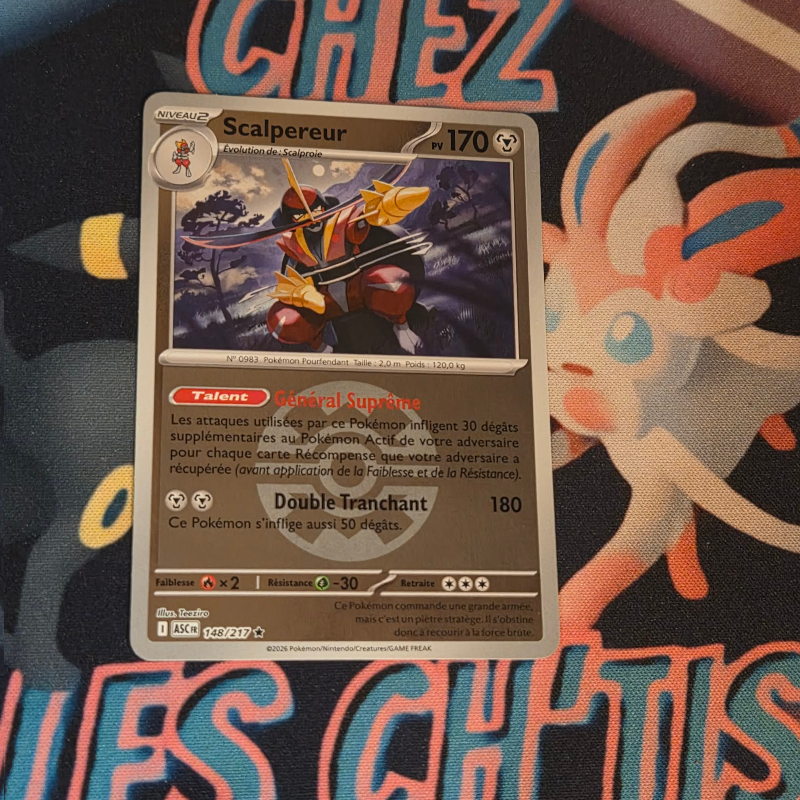 CHEZ
NIVEAU 2
Scalpereur
PV 170
Évolution de : Scalproie
N° 0983 Pokémon Pourfendant Taille : 2,0 m Poids : 120,0 kg
Talent Général Suprême
Les attaques utilisées par ce Pokémon infligent 30 dégâts
supplémentaires au Pokémon Actif de votre adversaire
pour chaque carte Récompense que votre adversaire a
récupérée (avant application de la Faiblesse et de la Résistance).
Double Tranchant 180
Ce Pokémon s'inflige aussi 50 dégâts.
Faiblesse ×2 Résistance -30 Retraite
Illus. Teeziro
Ce Pokémon commande une grande armée,
mais c'est un piètre stratège. Il s'obstine
donc à recourir à la force brute.
I ASC FR 148/217
©2026 Pokémon/Nintendo/Creatures/GAME FREAK
LES CH'TIS